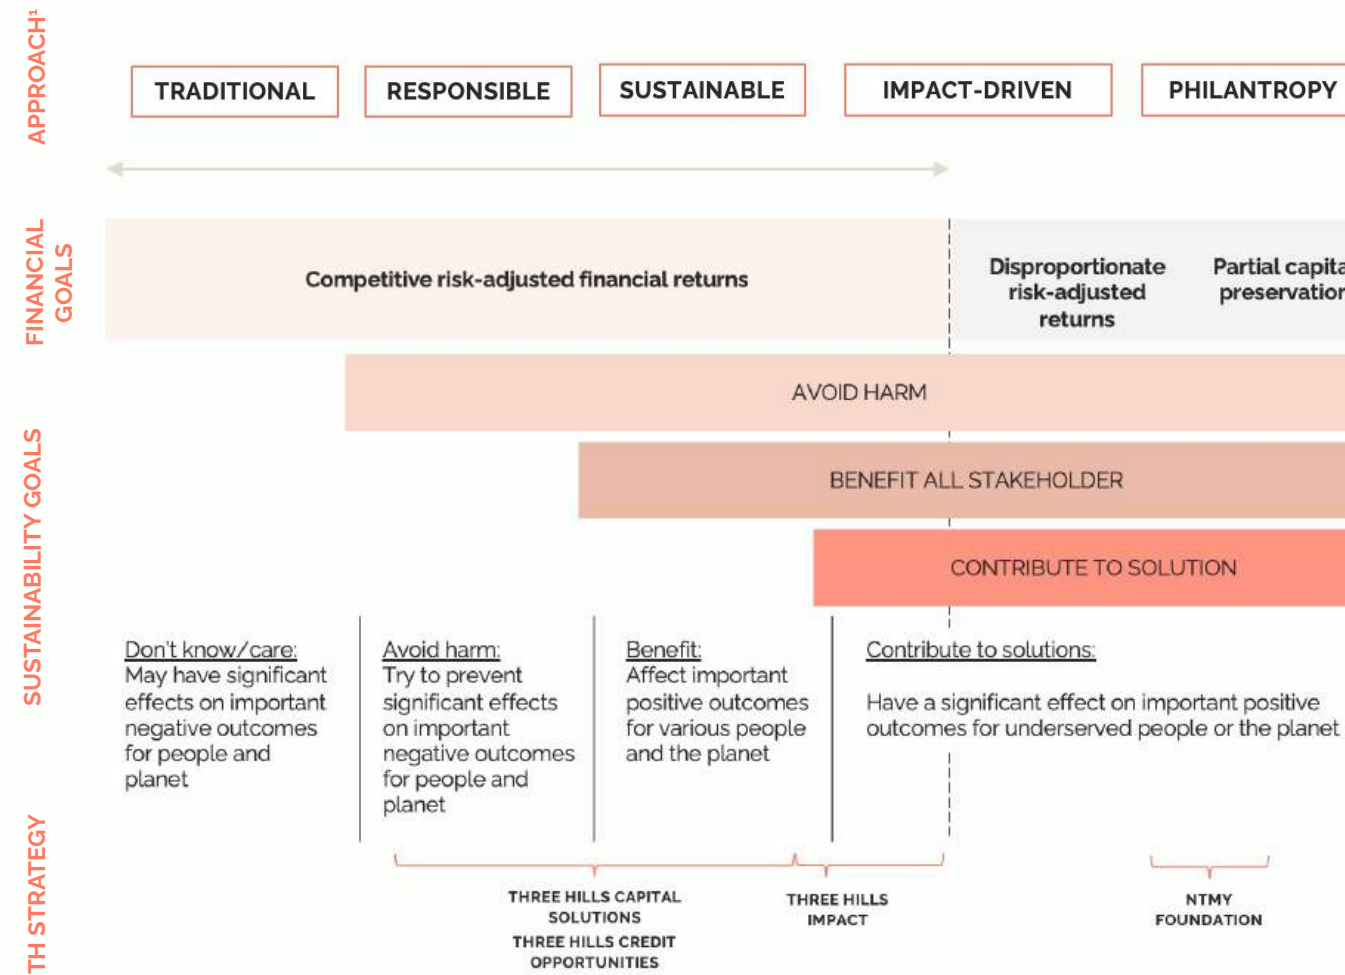 APPROACH¹
TRADITIONAL
RESPONSIBLE
SUSTAINABLE
IMPACT-DRIVEN
PHILANTROPY
FINANCIAL
GOALS
Competitive risk-adjusted financial returns
Disproportionate
risk-adjusted
returns
Partial capita
preservation
SUSTAINABILITY GOALS
AVOID HARM
BENEFIT ALL STAKEHOLDER
CONTRIBUTE TO SOLUTION
Don't know/care:
May have significant
effects on important
negative outcomes
for people and
planet
Avoid harm:
Try to prevent
significant effects
on important
negative outcomes
for people and
planet
Benefit:
Affect important
positive outcomes
for various people
and the planet
Contribute to solutions:
Have a significant effect on important positive
outcomes for underserved people or the planet
TH STRATEGY
THREE HILLS CAPITAL
SOLUTIONS
THREE HILLS CREDIT
OPPORTUNITIES
THREE HILLS
IMPACT
NTMY
FOUNDATION